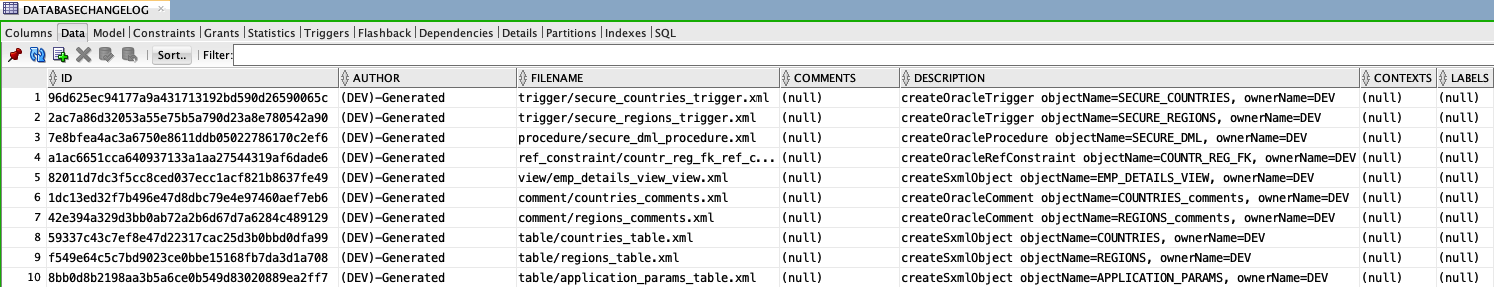 DATABASECHANGELOG
Columns Data Model Constraints Grants Statistics Triggers Flashback Dependencies Details Partitions Indexes SQL
Sort.. Filter:
ID AUTHOR FILENAME COMMENTS DESCRIPTION CONTEXTS LABELS
1 96d625ec94177a9a431713192bd590d26590065c (DEV)-Generated trigger/secure_countries_trigger.xml (null) createOracleTrigger objectName=SECURE_COUNTRIES, ownerName=DEV (null) (null)
2 2ac7a86d32053a55e75b5a790d23a8e780542a90 (DEV)-Generated trigger/secure_regions_trigger.xml (null) createOracleTrigger objectName=SECURE_REGIONS, ownerName=DEV (null) (null)
3 7e8bfea4ac3a6750e8611ddb05022786170c2ef6 (DEV)-Generated procedure/secure_dml_procedure.xml (null) createOracleProcedure objectName=SECURE_DML, ownerName=DEV (null) (null)
4 a1ac6651cca640937133a1aa27544319af6dade6 (DEV)-Generated ref_constraint/countr_reg_fk_ref_c... (null) createOracleRefConstraint objectName=COUNTR_REG_FK, ownerName=DEV (null) (null)
5 82011d7dc3f5cc8ced037ecc1acf821b8637fe49 (DEV)-Generated view/emp_details_view_view.xml (null) createSxmlObject objectName=EMP_DETAILS_VIEW, ownerName=DEV (null) (null)
6 1dc13ed32f7b496e47d8dbc79e4e97460aef7eb6 (DEV)-Generated comment/countries_comments.xml (null) createOracleComment objectName=COUNTRIES_comments, ownerName=DEV (null) (null)
7 42e394a329d3bb0ab72a2b6d67d7a6284c489129 (DEV)-Generated comment/regions_comments.xml (null) createOracleComment objectName=REGIONS_comments, ownerName=DEV (null) (null)
8 59337c43c7ef8e47d22317cac25d3b0bbd0dfa99 (DEV)-Generated table/countries_table.xml (null) createSxmlObject objectName=COUNTRIES, ownerName=DEV (null) (null)
9 f549e64c5c7bd9023ce0bbe15168fb7da3d1a708 (DEV)-Generated table/regions_table.xml (null) createSxmlObject objectName=REGIONS, ownerName=DEV (null) (null)
10 8bb0d8b2198aa3b5a6ce0b549d83020889ea2ff7 (DEV)-Generated table/application_params_table.xml (null) createSxmlObject objectName=APPLICATION_PARAMS, ownerName=DEV (null) (null)